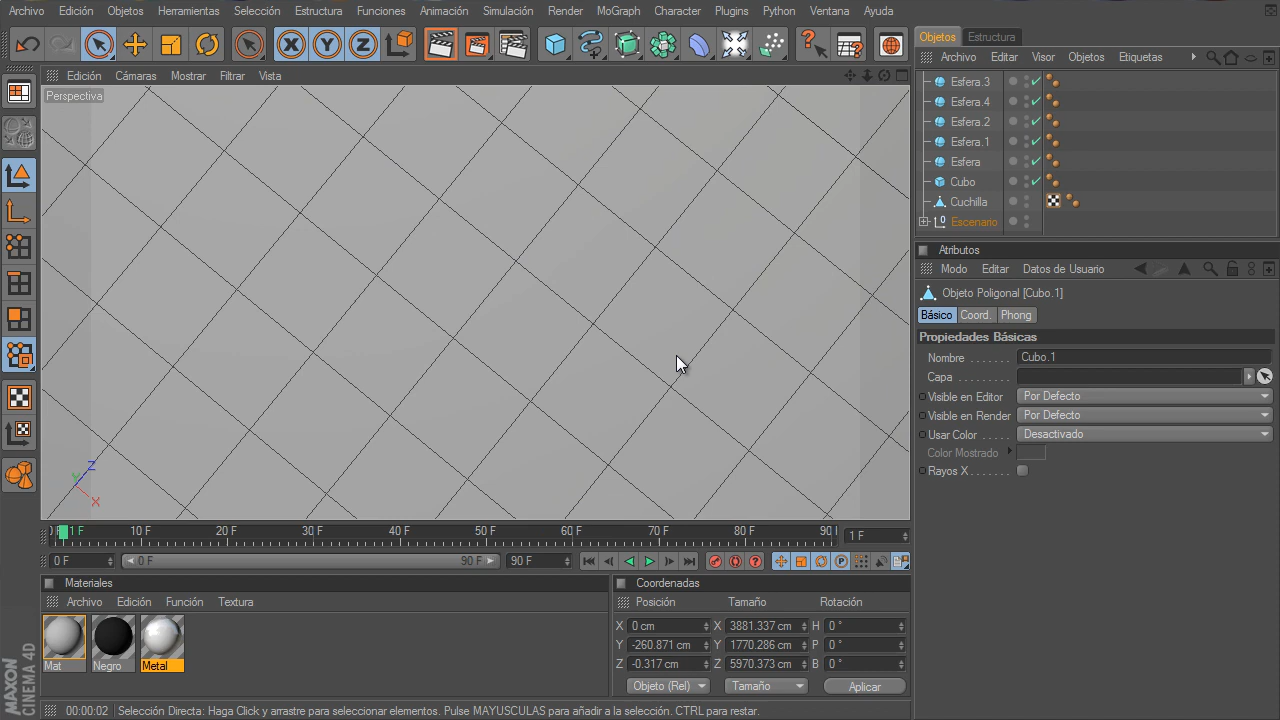 Archivo Edición Objetos Herramientas Selección Estructura Funciones Animación Simulación Render MoGraph Character Plugins Python Ventana Ayuda
X Y Z
Objetos Estructura
Archivo Editar Visor Objetos Etiquetas
Edición Cámaras Mostrar Filtrar Vista
Perspectiva
Esfera.3
Esfera.4
Esfera.2
Esfera.1
Esfera
Cubo
Cuchilla
0 Escenario
Atributos
Modo Editar Datos de Usuario
Objeto Poligonal [Cubo.1]
Básico Coord. Phong
Propiedades Básicas
Nombre Cubo.1
Capa
Visible en Editor Por Defecto
Visible en Render Por Defecto
Usar Color Desactivado
Color Mostrado
Rayos X
Y Z X
1 F 10 F 20 F 30 F 40 F 50 F 60 F 70 F 80 F 90 1 F
0 F 0 F 90 F 90 F
Materiales
Archivo Edición Función Textura
Mat Negro Metal
Coordenadas
Posición Tamaño Rotación
X 0 cm X 3881.337 cm H 0 °
Y -260.871 cm Y 1770.286 cm P 0 °
Z -0.317 cm Z 5970.373 cm B 0 °
Objeto (Rel) Tamaño Aplicar
MAXON
CINEMA 4D
00:00:02 Selección Directa: Haga Click y arrastre para seleccionar elementos. Pulse MAYUSCULAS para añadir a la selección. CTRL para restar.